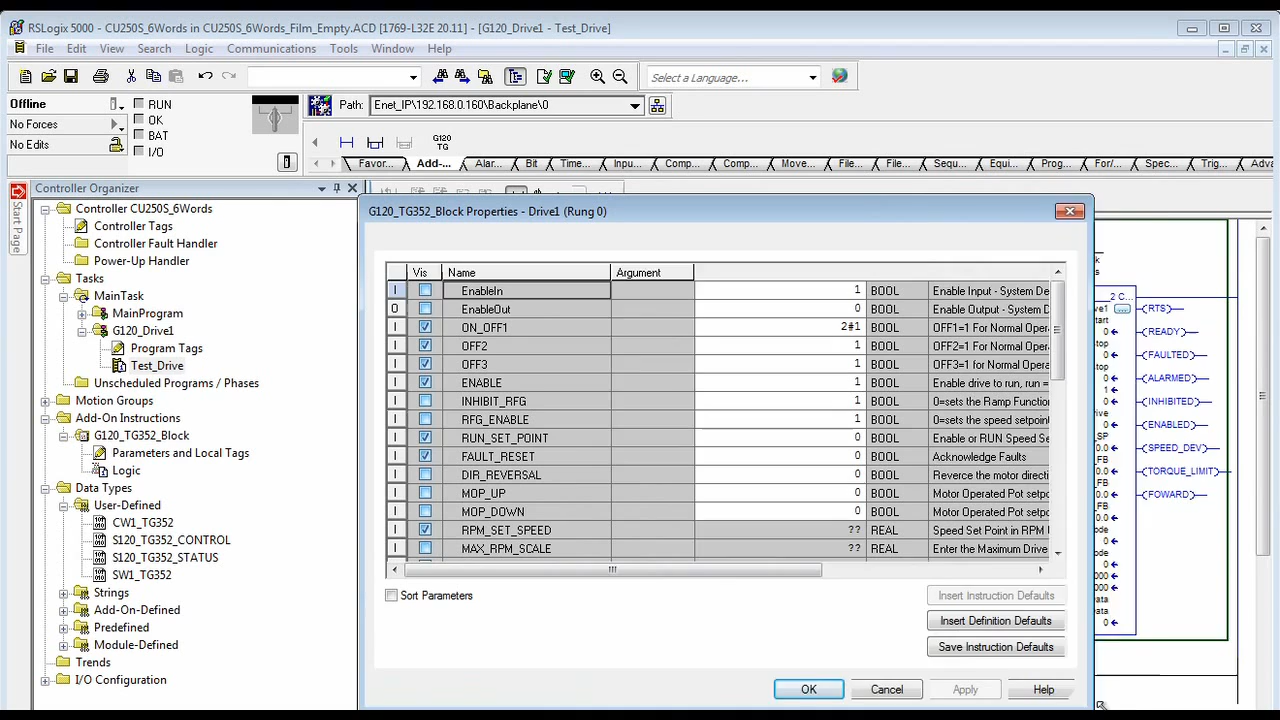 RSLogix 5000 - CU250S_6Words in CU250S_6Words_Film_Empty.ACD [1769-L32E 20.11] - [G120_Drive1 - Test_Drive]
File Edit View Search Logic Communications Tools Window Help
Select a Language...
Offline RUN
No Forces OK
No Edits BAT
I/O
Path: Enet_IP\192.168.0.160\Backplane\0
G120
TG
Favor... Add-... Alar... Bit Time... Inpu... Comp... Comp... Move... File... File... Sequ... Equi... Prog... For/... Spec... Trig... Adva
Start Page
Controller Organizer
Controller CU250S_6Words
Controller Tags
Controller Fault Handler
Power-Up Handler
Tasks
MainTask
MainProgram
G120_Drive1
Program Tags
Test_Drive
Unscheduled Programs / Phases
Motion Groups
Add-On Instructions
G120_TG352_Block
Parameters and Local Tags
Logic
Data Types
User-Defined
CW1_TG352
S120_TG352_CONTROL
S120_TG352_STATUS
SW1_TG352
Strings
Add-On-Defined
Predefined
Module-Defined
Trends
I/O Configuration
G120_TG352_Block Properties - Drive1 (Rung 0)
Vis Name Argument
I EnableIn 1 BOOL Enable Input - System De
O EnableOut 0 BOOL Enable Output - System D
I ON_OFF1 2#1 BOOL OFF1=1 For Normal Opera
I OFF2 1 BOOL OFF2=1 For Normal Opera
I OFF3 1 BOOL OFF3=1 for Normal Opera
I ENABLE 1 BOOL Enable drive to run, run =
I INHIBIT_RFG 1 BOOL 0=sets the Ramp Function
I RFG_ENABLE 1 BOOL 0=sets the speed setpoint
I RUN_SET_POINT 0 BOOL Enable or RUN Speed Se
I FAULT_RESET 0 BOOL Acknowledge Faults
I DIR_REVERSAL 0 BOOL Reverce the motor directi
I MOP_UP 0 BOOL Motor Operated Pot setpo
I MOP_DOWN 0 BOOL Motor Operated Pot setpo
I RPM_SET_SPEED ?? REAL Speed Set Point in RPM
I MAX_RPM_SCALE ?? REAL Enter the Maximum Drive
Sort Parameters
Insert Instruction Defaults
Insert Definition Defaults
Save Instruction Defaults
OK Cancel Apply Help
2 C...
RTS
READY
FAULTED
ALARMED
INHIBITED
ENABLED
SPEED_DEV
TORQUE_LIMIT
FOWARD